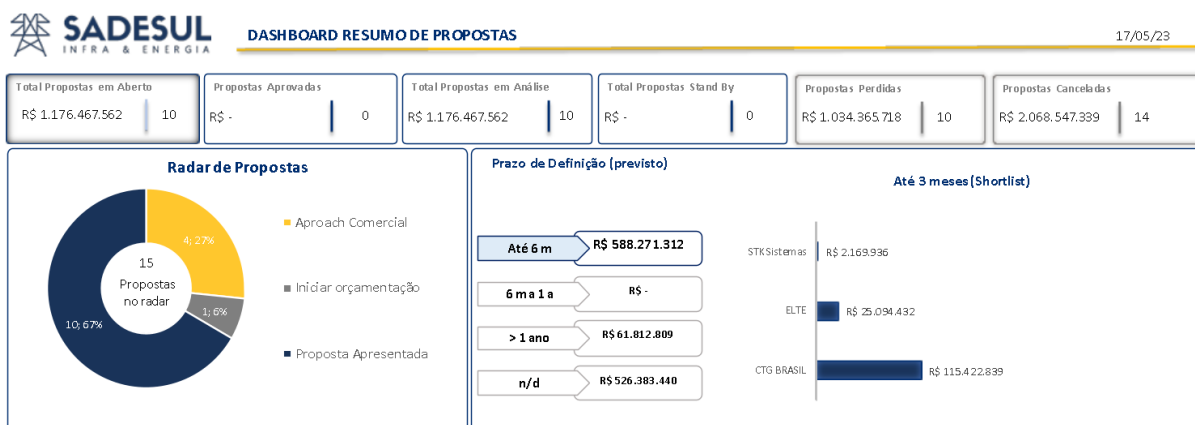 SADESUL
INFRA & ENERGIA
DASHBOARD RESUMO DE PROPOSTAS
17/05/23
Total Propostas em Aberto
R$ 1.176.467.562 10
Propostas Aprovadas
R$ - 0
Total Propostas em Análise
R$ 1.176.467.562 10
Total Propostas Stand By
R$ - 0
Propostas Perdidas
R$ 1.034.365.718 10
Propostas Canceladas
R$ 2.068.547.339 14
Radar de Propostas
4; 27%
1; 6%
10; 67%
15
Propostas
no radar
Aproach Comercial
Iniciar orçamentação
Proposta Apresentada
Prazo de Definição (previsto)
Até 6 m R$ 588.271.312
6 m a 1 a R$ -
> 1 ano R$ 61.812.809
n/d R$ 526.383.440
Até 3 meses (Shortlist)
STK Sistemas R$ 2.169.936
ELTE R$ 25.094.432
CTG BRASIL R$ 115.422.839